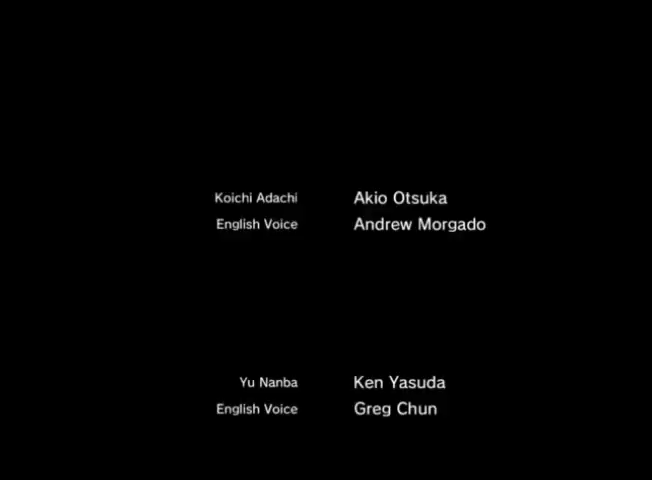 Koichi Adachi Akio Otsuka
English Voice Andrew Morgado
Yu Nanba Ken Yasuda
English Voice Greg Chun